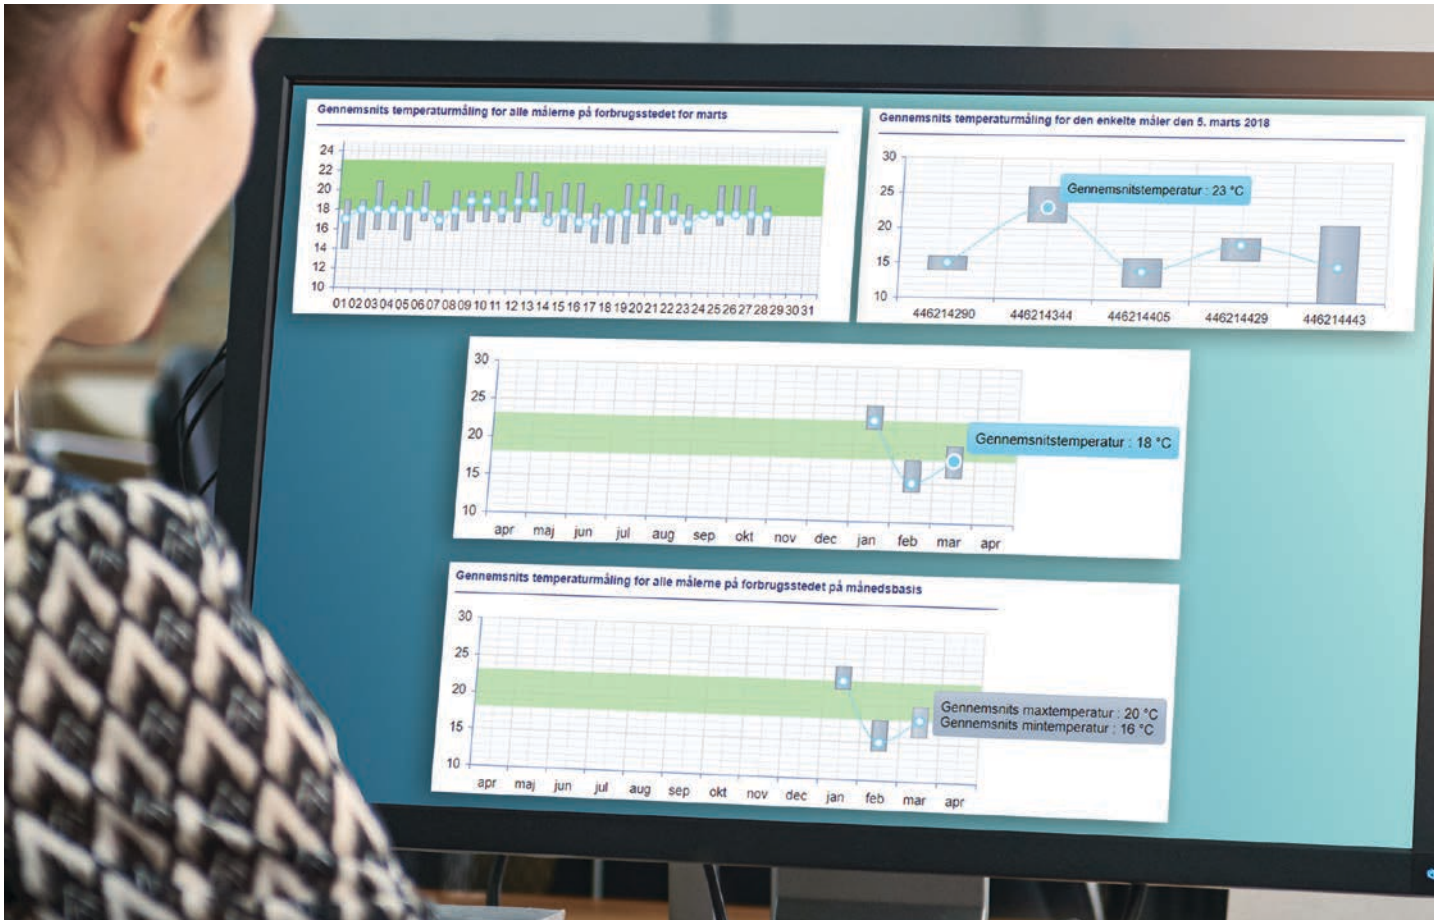 Gennemsnits temperaturmåling for alle målerne på forbrugsstedet for marts
24
22
20
18
16
14
12
10
01 02 03 04 05 06 07 08 09 10 11 12 13 14 15 16 17 18 19 20 21 22 23 24 25 26 27 28 29 30 31
Gennemsnits temperaturmåling for den enkelte måler den 5. marts 2018
30
25
20
15
10
Gennemsnitstemperatur : 23 °C
446214290 446214344 446214405 446214429 446214443
30
25
20
15
10
Gennemsnitstemperatur : 18 °C
apr maj jun jul aug sep okt nov dec jan feb mar apr
Gennemsnits temperaturmåling for alle målerne på forbrugsstedet på månedsbasis
30
25
20
15
10
Gennemsnits maxtemperatur : 20 °C
Gennemsnits mintemperatur : 16 °C
apr maj jun jul aug sep okt nov dec jan feb mar apr